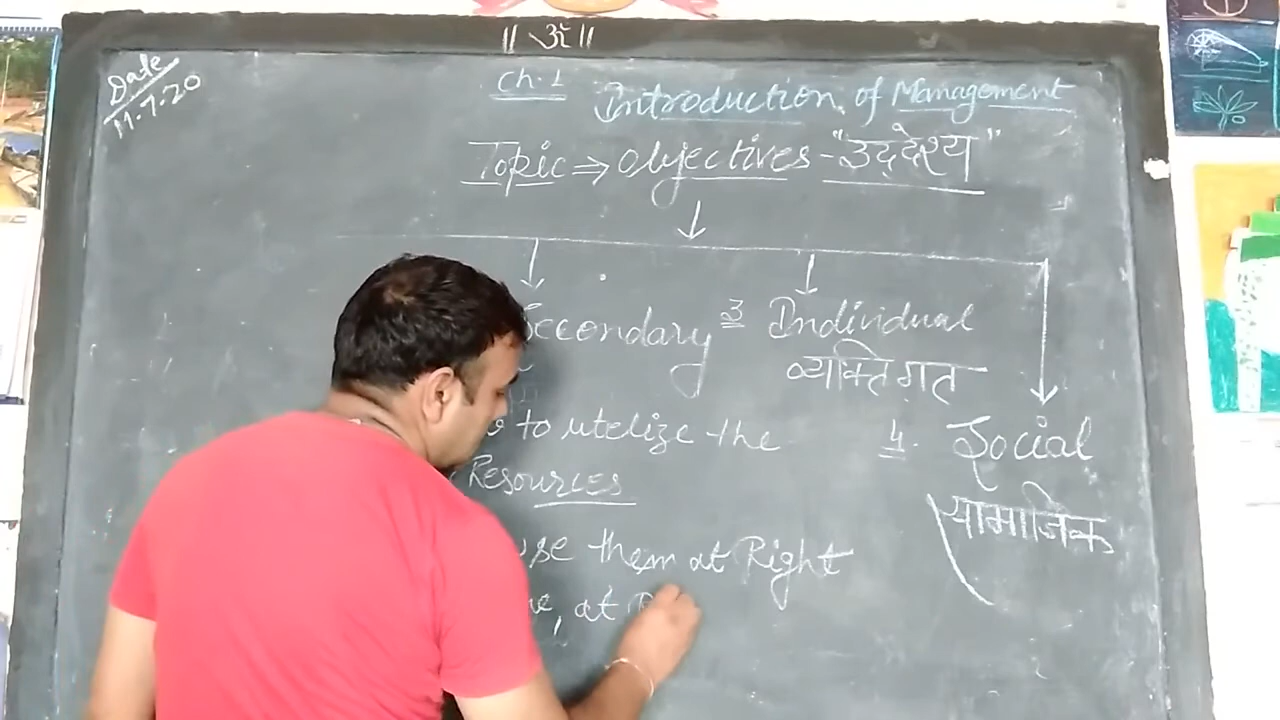 || ॐ ||
Date
11.7.20
Ch. 1 Introduction of Management
Topic ⇒ Objectives - "उद्देश्य"
Secondary 3 Individual
व्यक्तिगत
to utelize the
Resources
4. Social
सामाजिक
use them at Right
, at